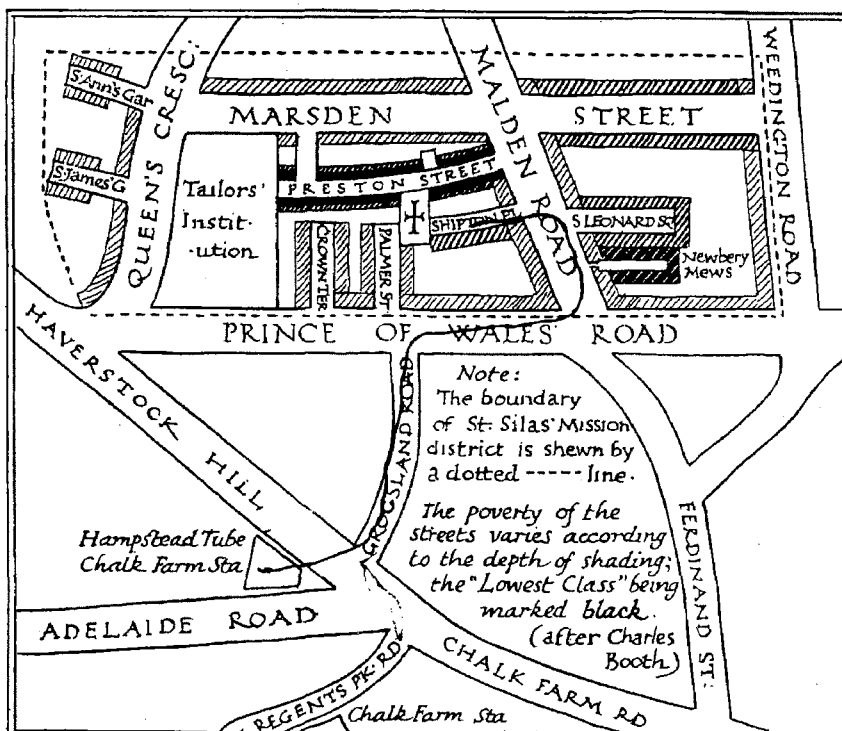 S. Ann's Gar
QUEEN'S CRESC:
MARSDEN STREET
MALDEN ROAD
WEEDINGTON ROAD
S. James' G
Tailors'
Instit-
-ution
PRESTON STREET
SHIPTON PL
S LEONARD SQ
Newbery
Mews
CROWN TER
PALMER ST
PRINCE OF WALES ROAD
HAVERSTOCK HILL
GROGSLAND ROAD
Note:
The boundary
of St. Silas' Mission
district is shewn by
a dotted ----- line.
The poverty of the
streets varies according
to the depth of shading;
the "Lowest Class" being
marked black.
(after Charles
Booth)
FERDINAND ST:
Hampstead Tube
Chalk Farm Sta
ADELAIDE ROAD
CHALK FARM RD
REGENTS PK. RD
Chalk Farm Sta